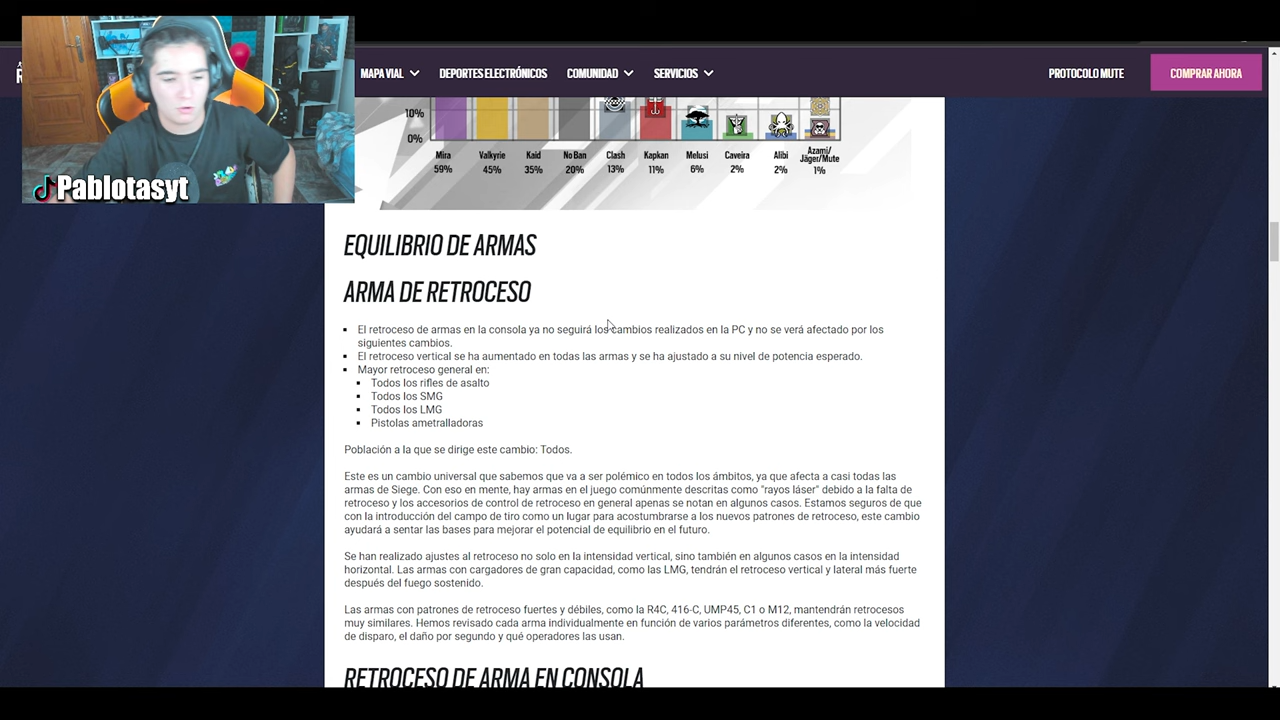 MAPA VIAL
DEPORTES ELECTRÓNICOS
COMUNIDAD
SERVICIOS
PROTOCOLO MUTE
COMPRAR AHORA
Pablotasyt
10%
0%
Mira
59%
Valkyrie
45%
Kaid
35%
No Ban
20%
Clash
13%
Kapkan
11%
Melusi
6%
Caveira
2%
Alibi
2%
Azami/
Jäger/Mute
1%
EQUILIBRIO DE ARMAS
ARMA DE RETROCESO
El retroceso de armas en la consola ya no seguirá los cambios realizados en la PC y no se verá afectado por los
siguientes cambios.
El retroceso vertical se ha aumentado en todas las armas y se ha ajustado a su nivel de potencia esperado.
Mayor retroceso general en:
Todos los rifles de asalto
Todos los SMG
Todos los LMG
Pistolas ametralladoras
Población a la que se dirige este cambio: Todos.
Este es un cambio universal que sabemos que va a ser polémico en todos los ámbitos, ya que afecta a casi todas las
armas de Siege. Con eso en mente, hay armas en el juego comúnmente descritas como "rayos láser" debido a la falta de
retroceso y los accesorios de control de retroceso en general apenas se notan en algunos casos. Estamos seguros de que
con la introducción del campo de tiro como un lugar para acostumbrarse a los nuevos patrones de retroceso, este cambio
ayudará a sentar las bases para mejorar el potencial de equilibrio en el futuro.
Se han realizado ajustes al retroceso no solo en la intensidad vertical, sino también en algunos casos en la intensidad
horizontal. Las armas con cargadores de gran capacidad, como las LMG, tendrán el retroceso vertical y lateral más fuerte
después del fuego sostenido.
Las armas con patrones de retroceso fuertes y débiles, como la R4C, 416-C, UMP45, C1 o M12, mantendrán retrocesos
muy similares. Hemos revisado cada arma individualmente en función de varios parámetros diferentes, como la velocidad
de disparo, el daño por segundo y qué operadores las usan.
RETROCESO DE ARMA EN CONSOLA